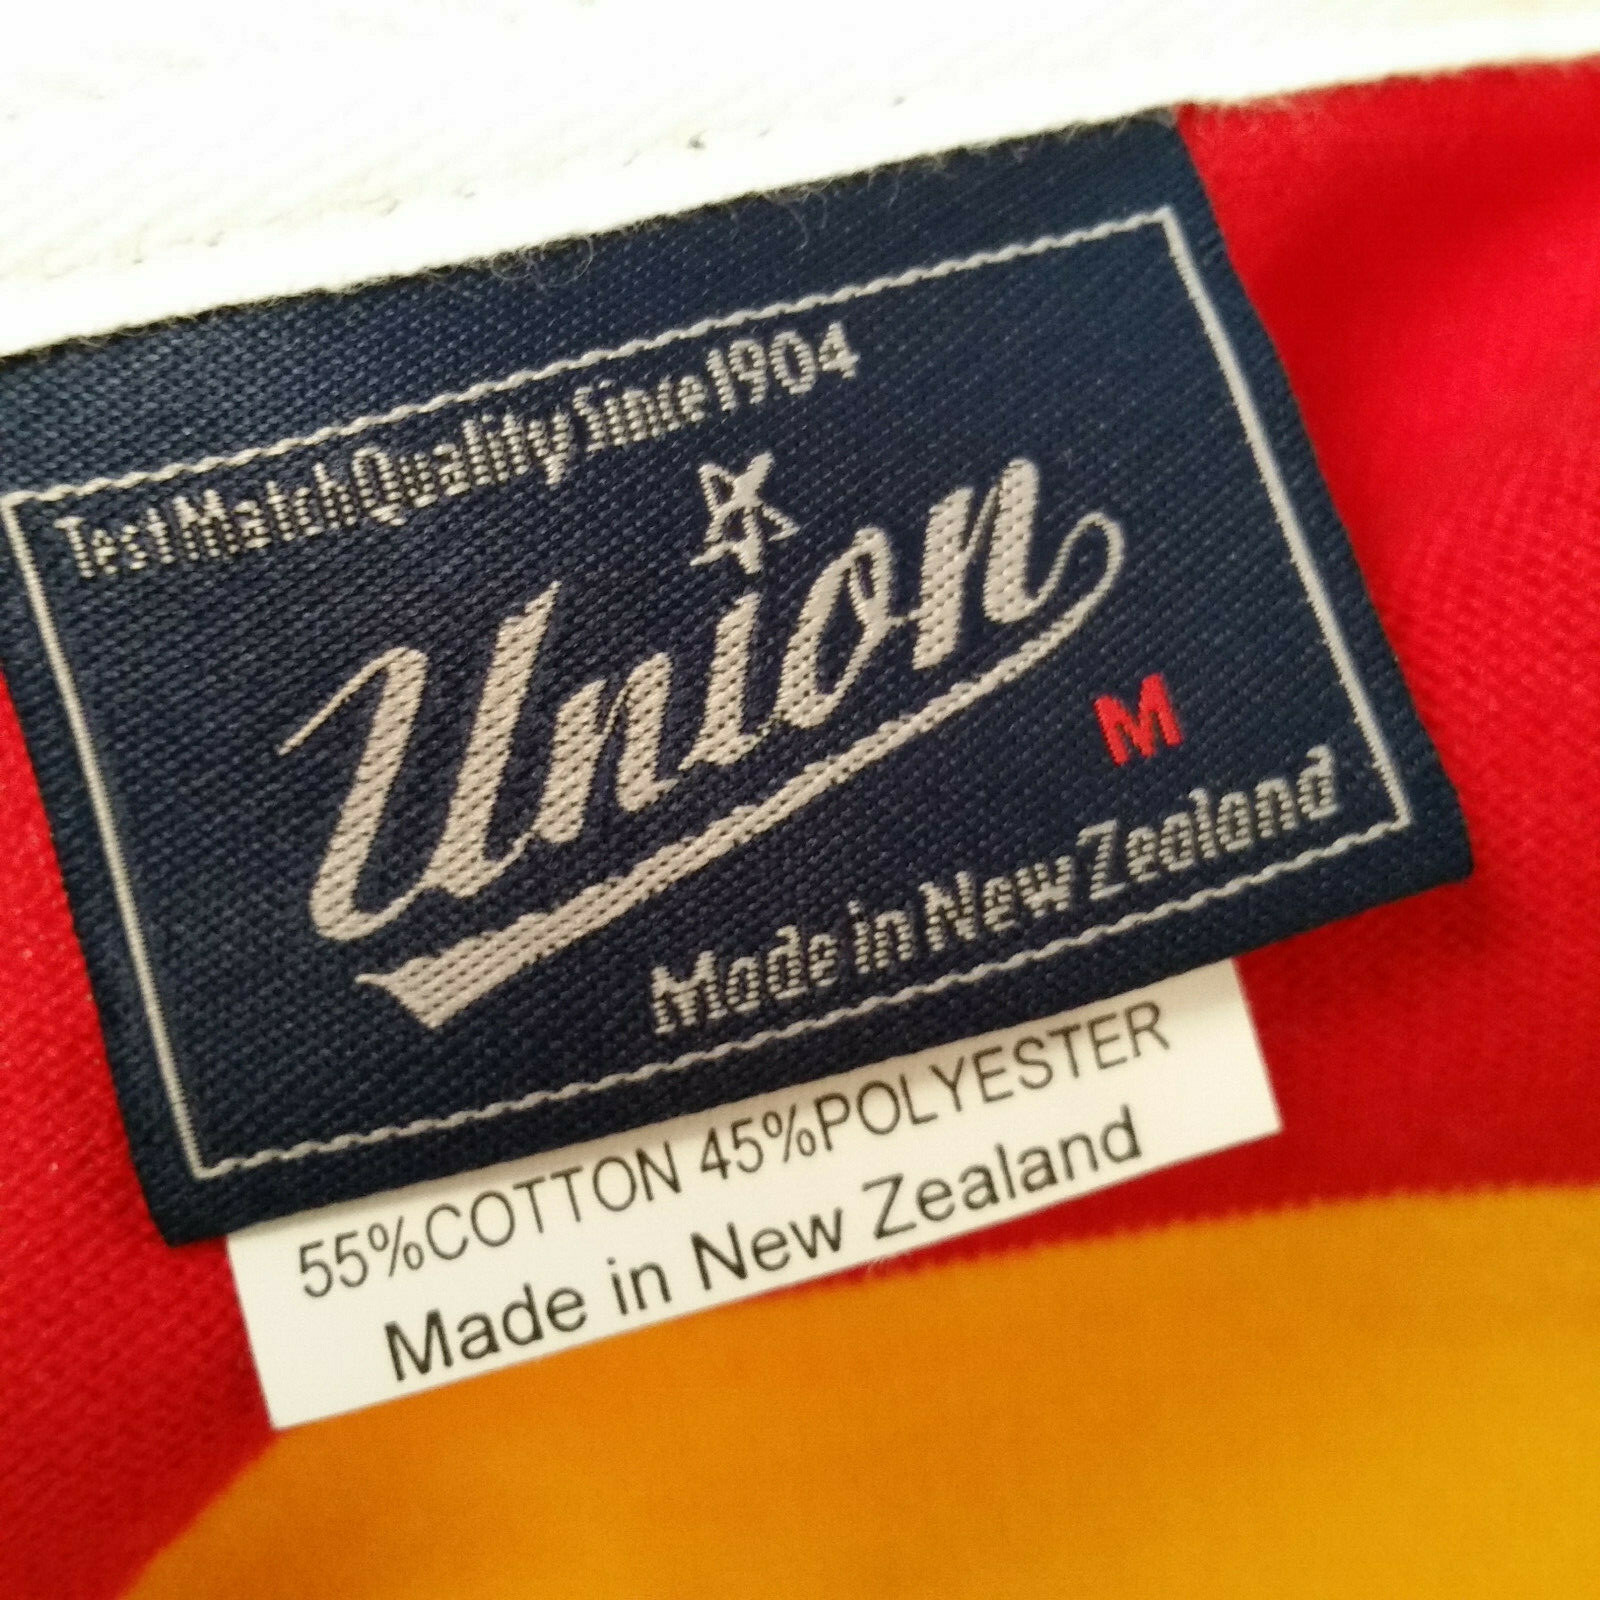 Test Match Quality Since 1904
Union
M
Made in New Zealand
55%COTTON 45%POLYESTER
Made in New Zealand